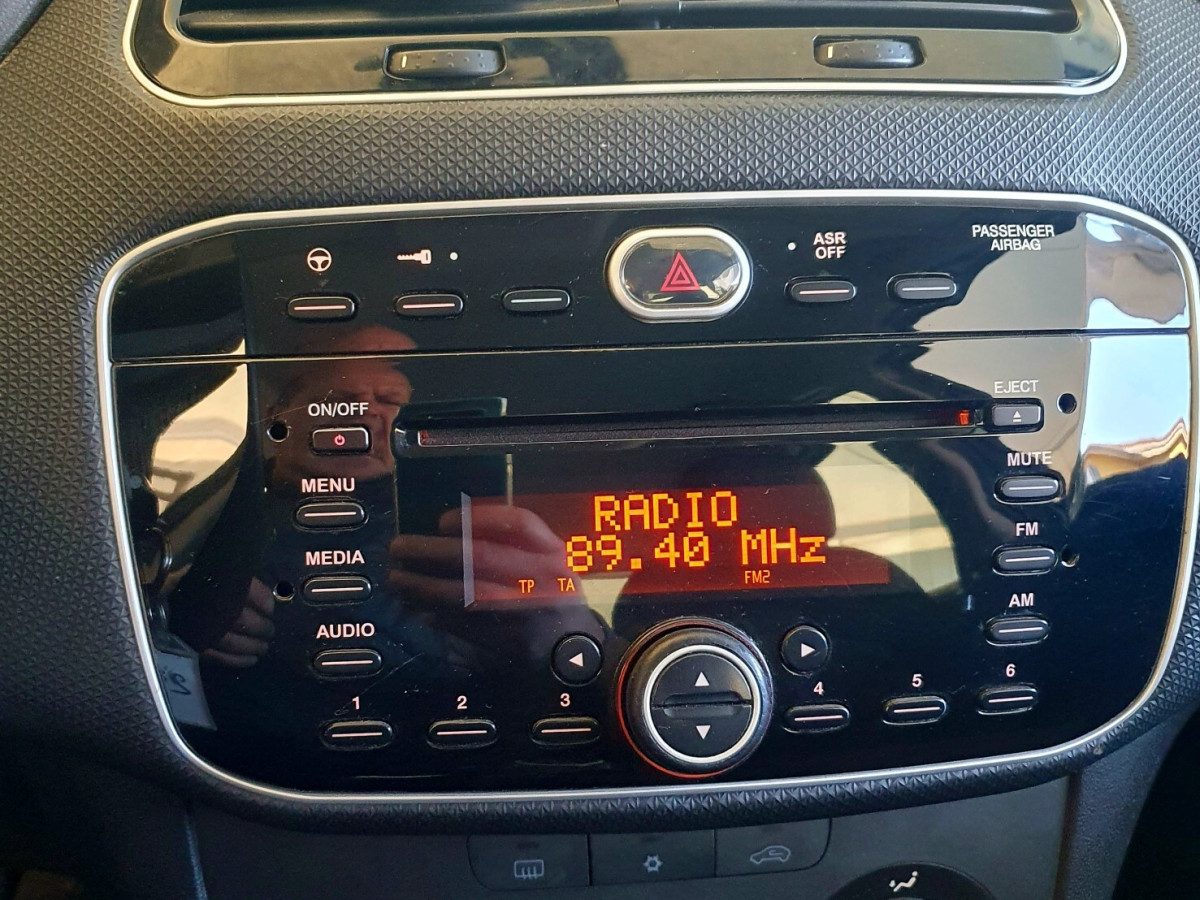 ASR
OFF
PASSENGER
AIRBAG
ON/OFF
EJECT
MENU
MUTE
MEDIA
FM
AUDIO
AM
RADIO
89.40 MHz
TP TA FM2
1
2
3
4
5
6